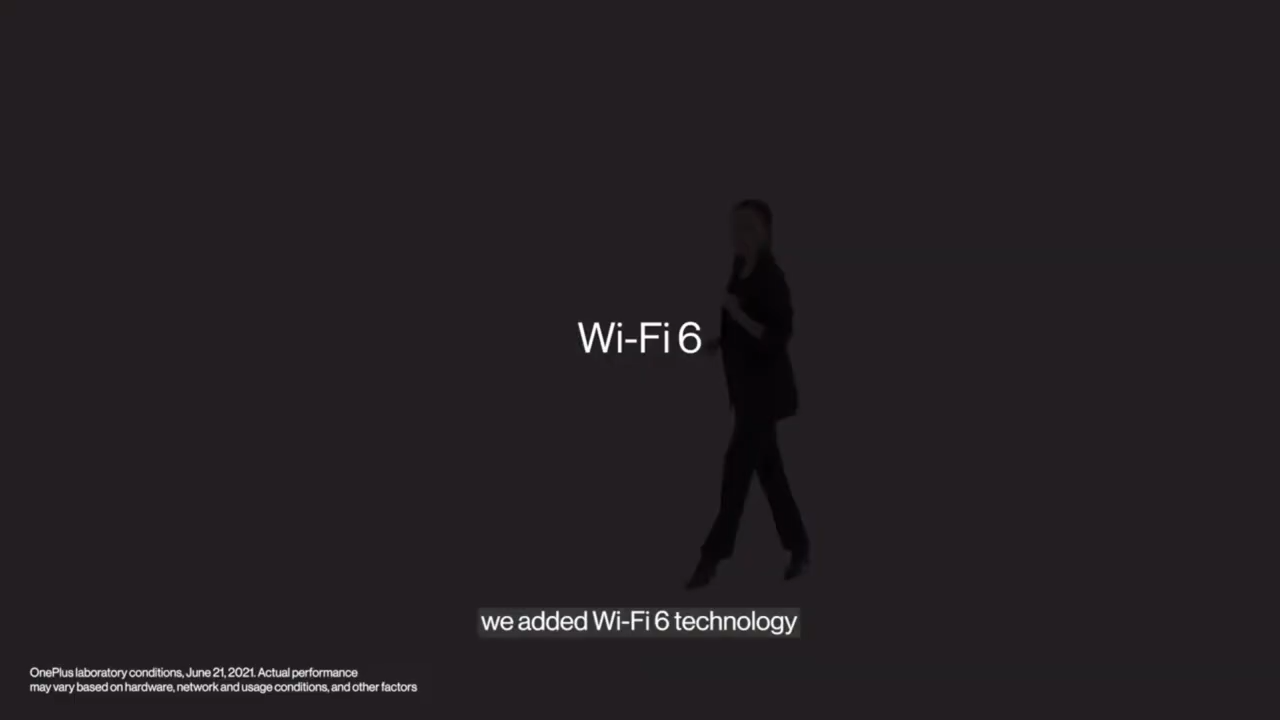 Wi-Fi 6
we added Wi-Fi 6 technology
OnePlus laboratory conditions, June 21, 2021. Actual performance
may vary based on hardware, network and usage conditions, and other factors